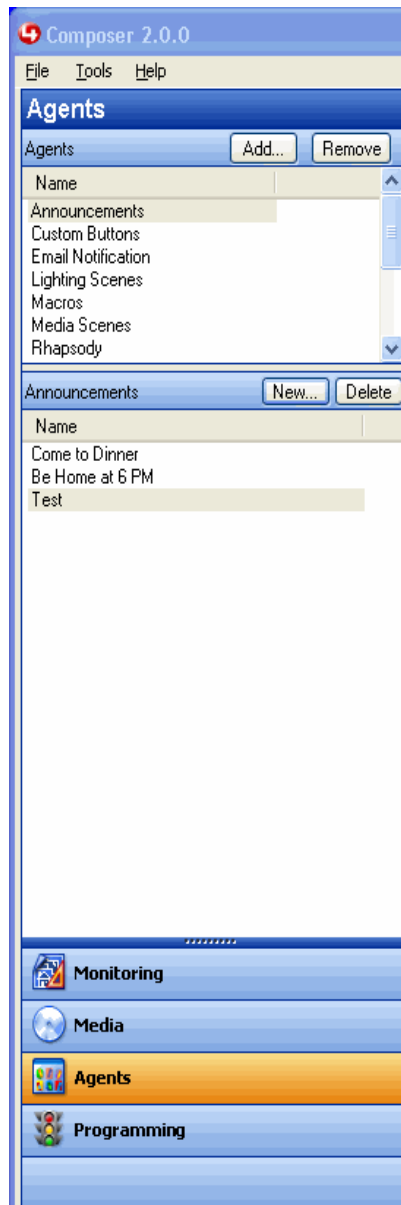 Composer 2.0.0
File Tools Help
Agents
Agents Add... Remove
Name
Announcements
Custom Buttons
Email Notification
Lighting Scenes
Macros
Media Scenes
Rhapsody
Announcements New... Delete
Name
Come to Dinner
Be Home at 6 PM
Test
Monitoring
Media
Agents
Programming